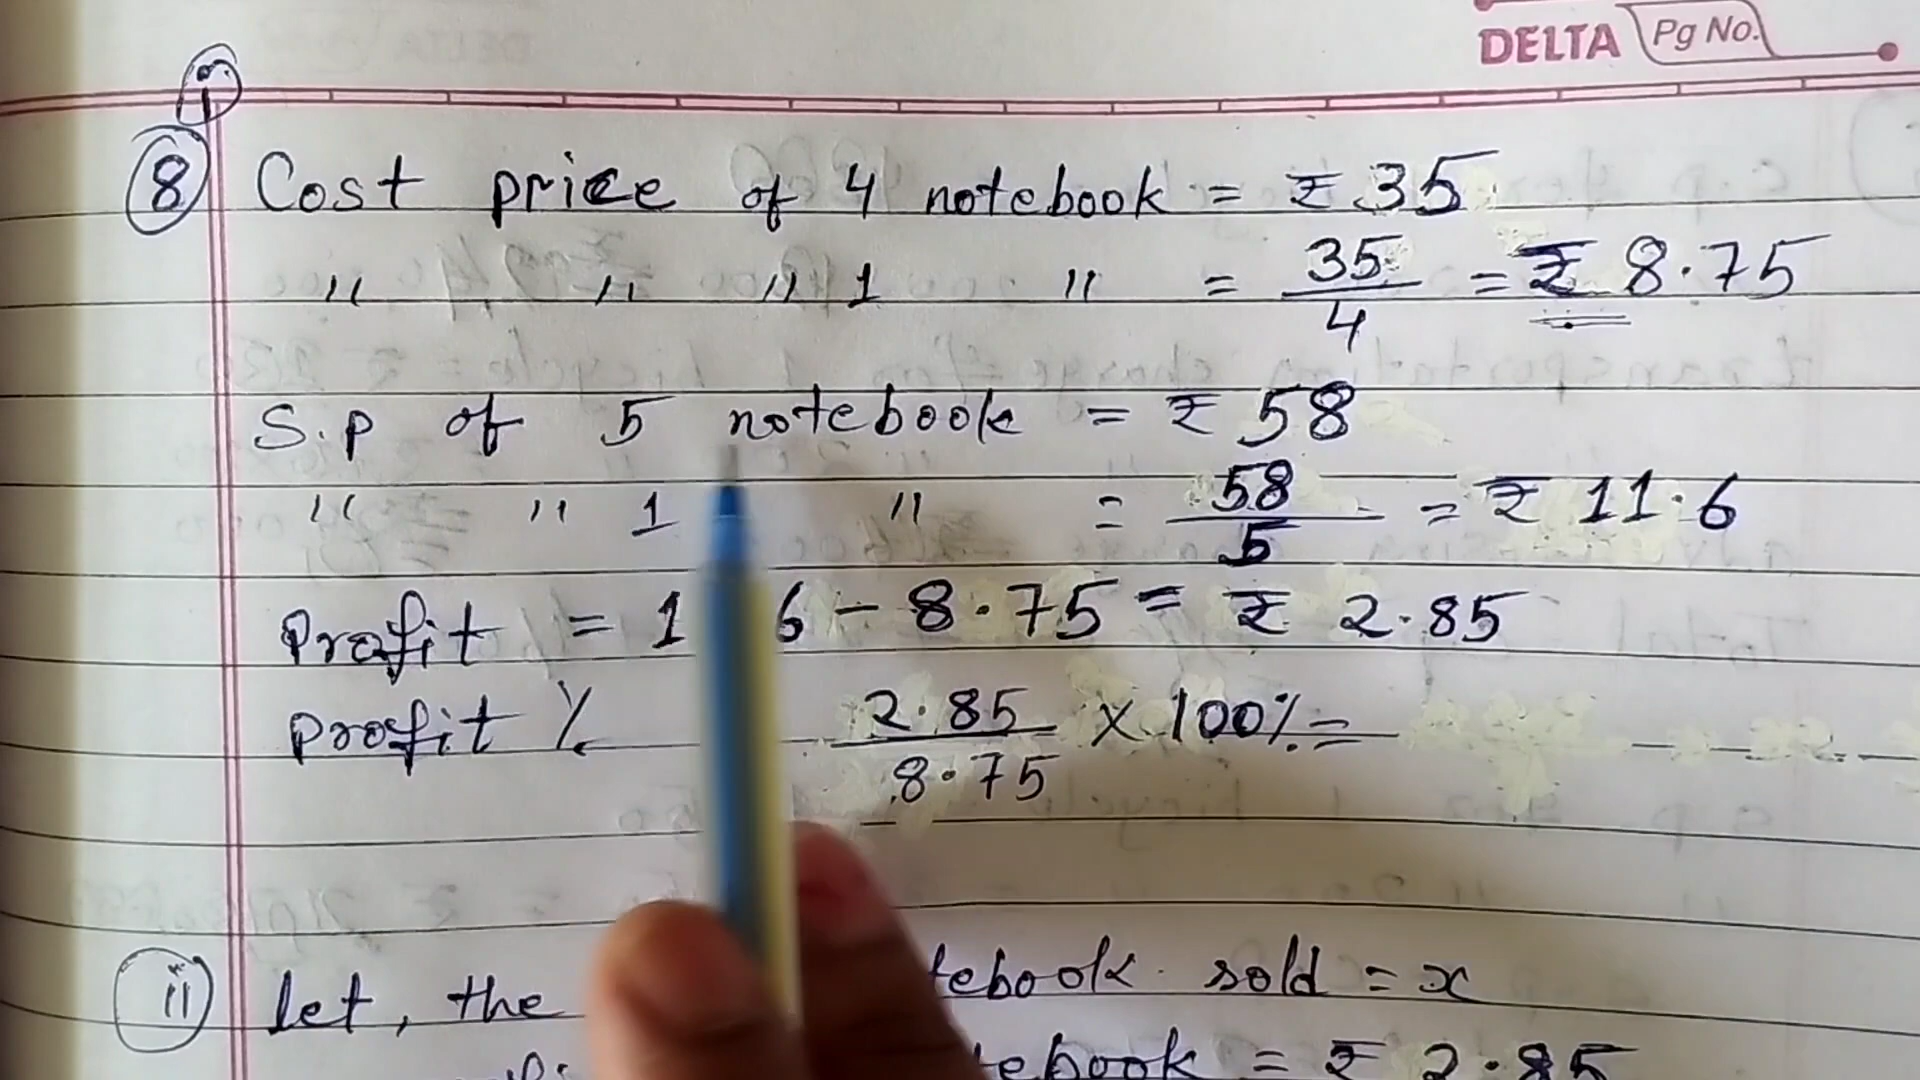 DELTA Pg No.
i
8 Cost price of 4 notebook = ₹ 35
" " " 1 " = 35/4 = ₹ 8.75
S.p of 5 notebook = ₹ 58
" " 1 " = 58/5 = ₹ 11.6
Profit = 1 6 - 8.75 = ₹ 2.85
Profit % 2.85/8.75 x 100% =
ii let, the tebook sold = x
tebook = ₹ 2.85